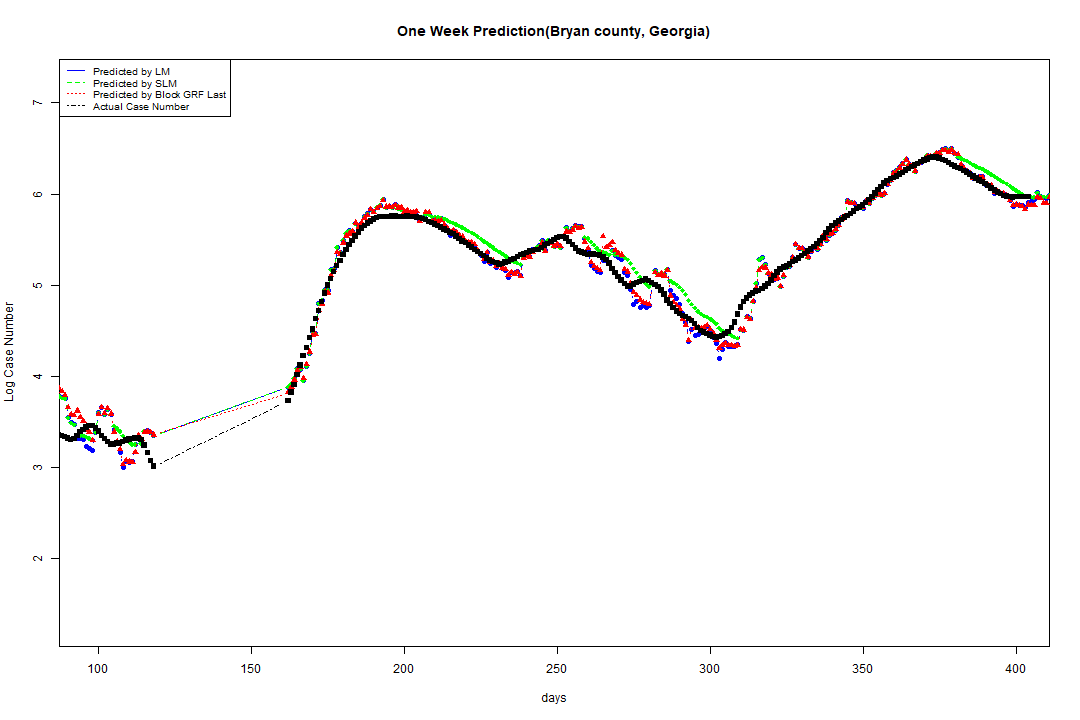 One Week Prediction(Bryan county, Georgia)
Predicted by LM
Predicted by SLM
Predicted by Block GRF Last
Actual Case Number
7
6
5
4
3
2
Log Case Number
100 150 200 250 300 350 400
days